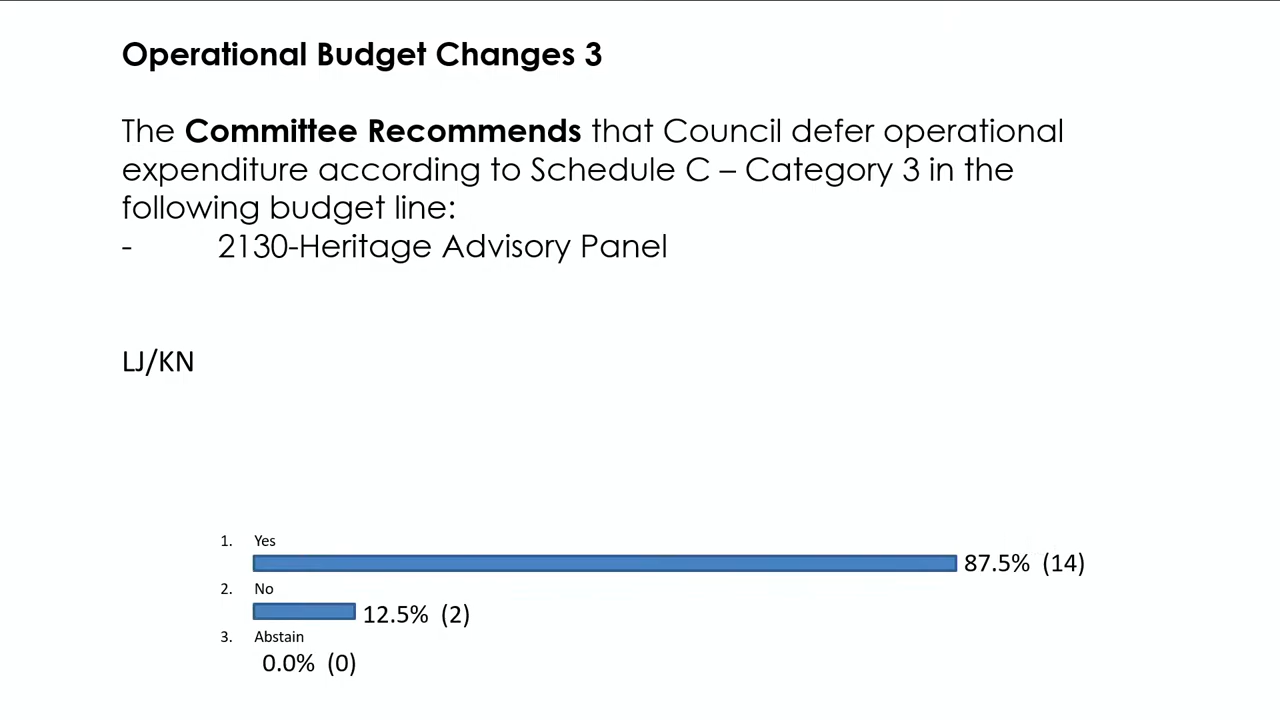 Operational Budget Changes 3
The Committee Recommends that Council defer operational
expenditure according to Schedule C – Category 3 in the
following budget line:
- 2130-Heritage Advisory Panel
LJ/KN
1. Yes
87.5% (14)
2. No
12.5% (2)
3. Abstain
0.0% (0)